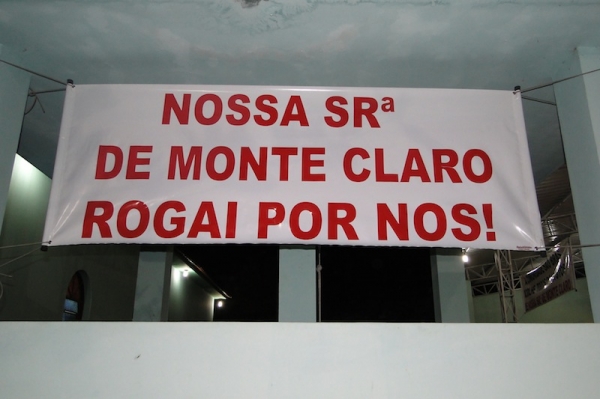 NOSSA SRª
DE MONTE CLARO
ROGAI POR NOS!